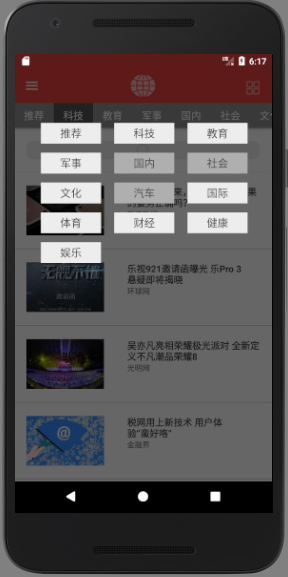 6:17
推荐 科技 教育 军事 国内 社会 文
推荐 科技 教育
军事 国内 社会
文化 汽车 国际
体育 财经 健康
娱乐
乐视921邀请函曝光 乐Pro 3
悬疑即将揭晓
环球网
吴亦凡亮相荣耀极光派对 全新定
义不凡潮品荣耀8
光明网
税网用上新技术 用户体
验"蛮好咯"
金融界
@